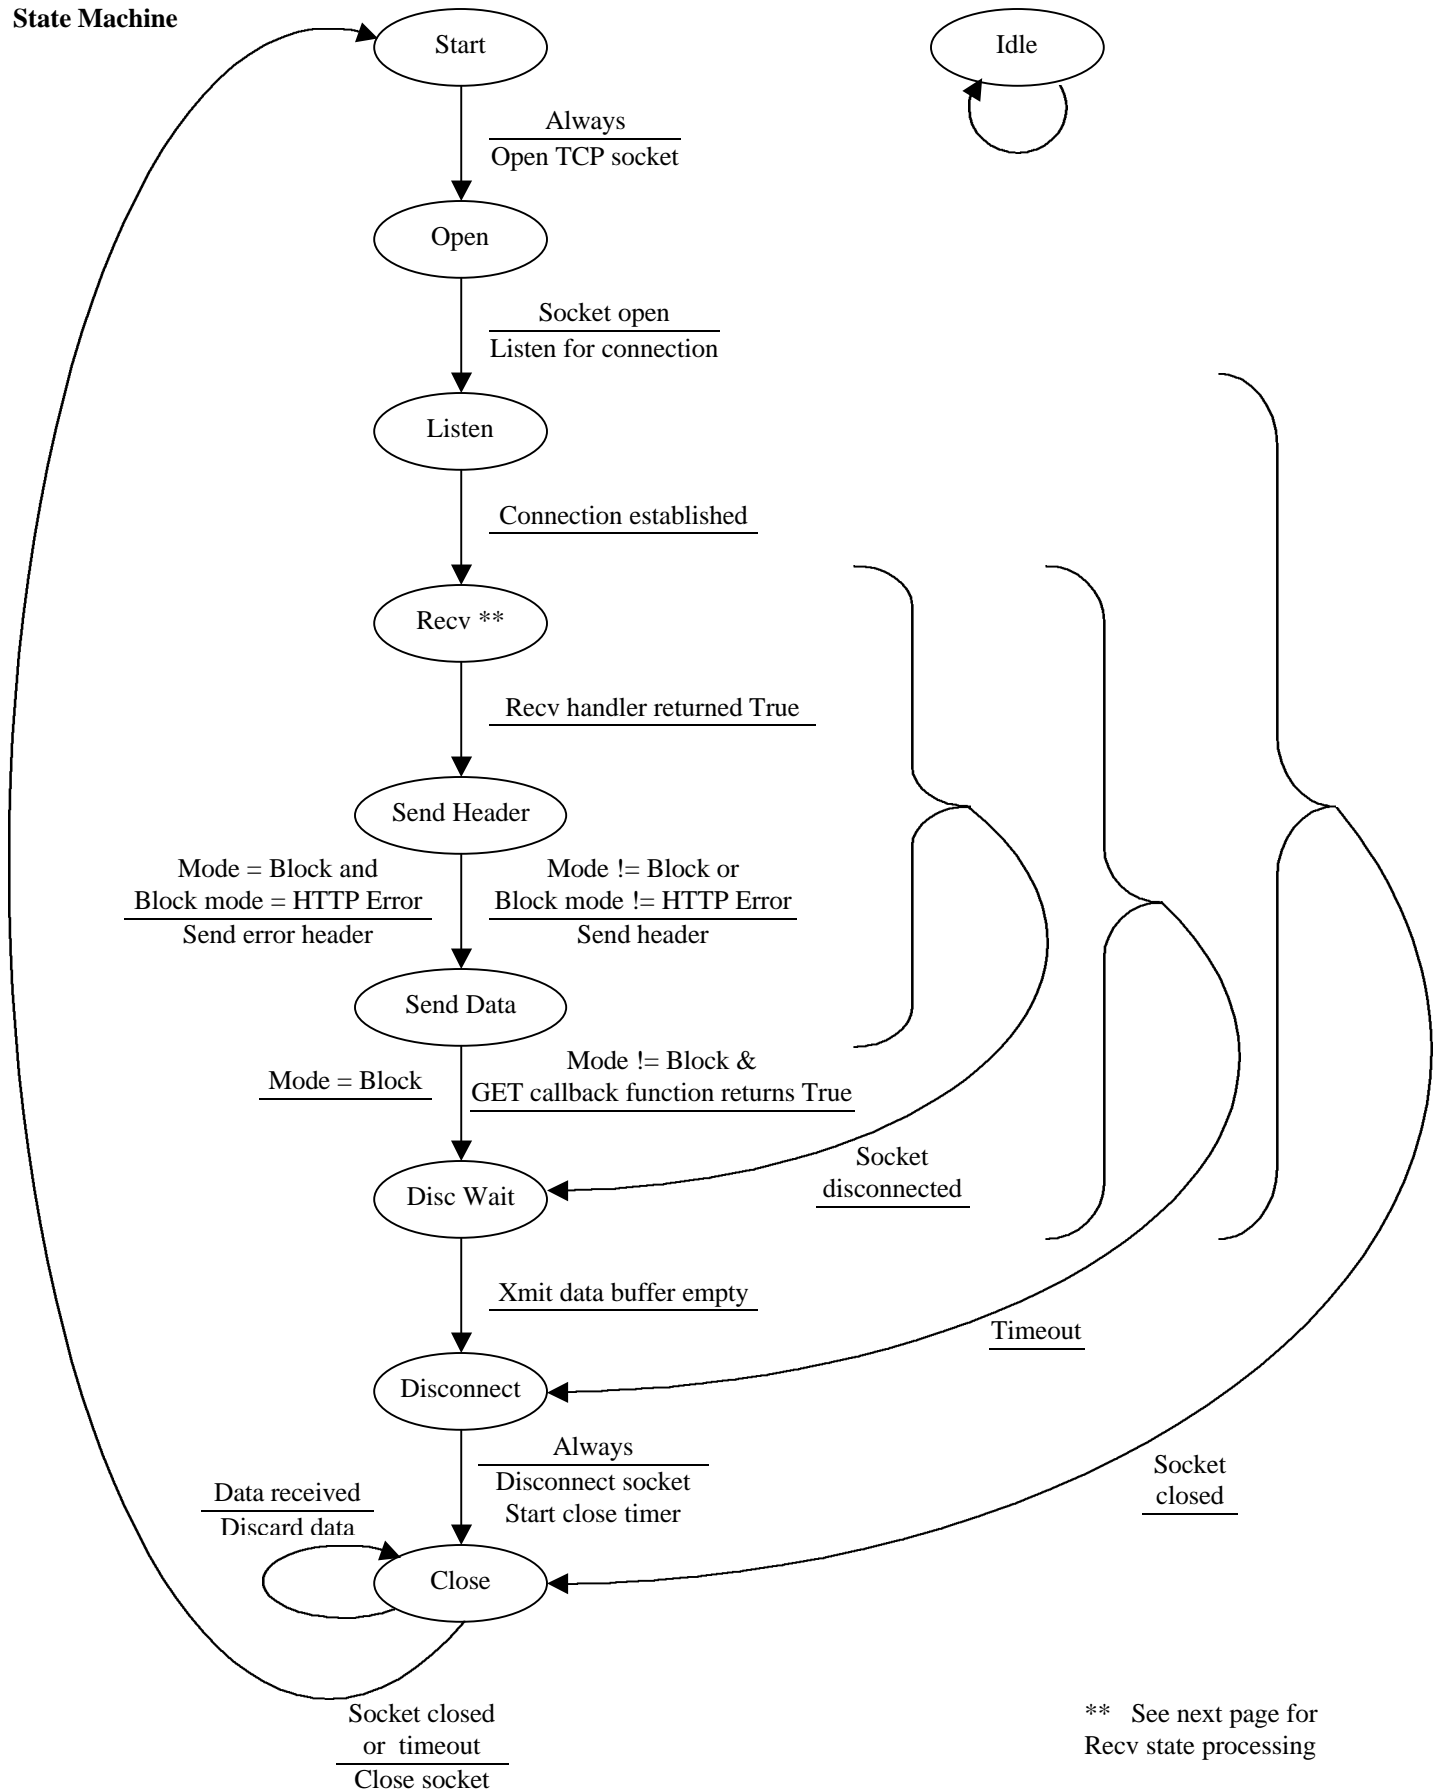 State Machine
Start
Idle
Always
Open TCP socket
Open
Socket open
Listen for connection
Listen
Connection established
Recv **
Recv handler returned True
Send Header
Mode = Block and
Block mode = HTTP Error
Send error header
Mode != Block or
Block mode != HTTP Error
Send header
Send Data
Mode = Block
Mode != Block &
GET callback function returns True
Disc Wait
Socket
disconnected
Xmit data buffer empty
Timeout
Disconnect
Always
Disconnect socket
Start close timer
Socket
closed
Data received
Discard data
Close
Socket closed
or timeout
Close socket
** See next page for
Recv state processing